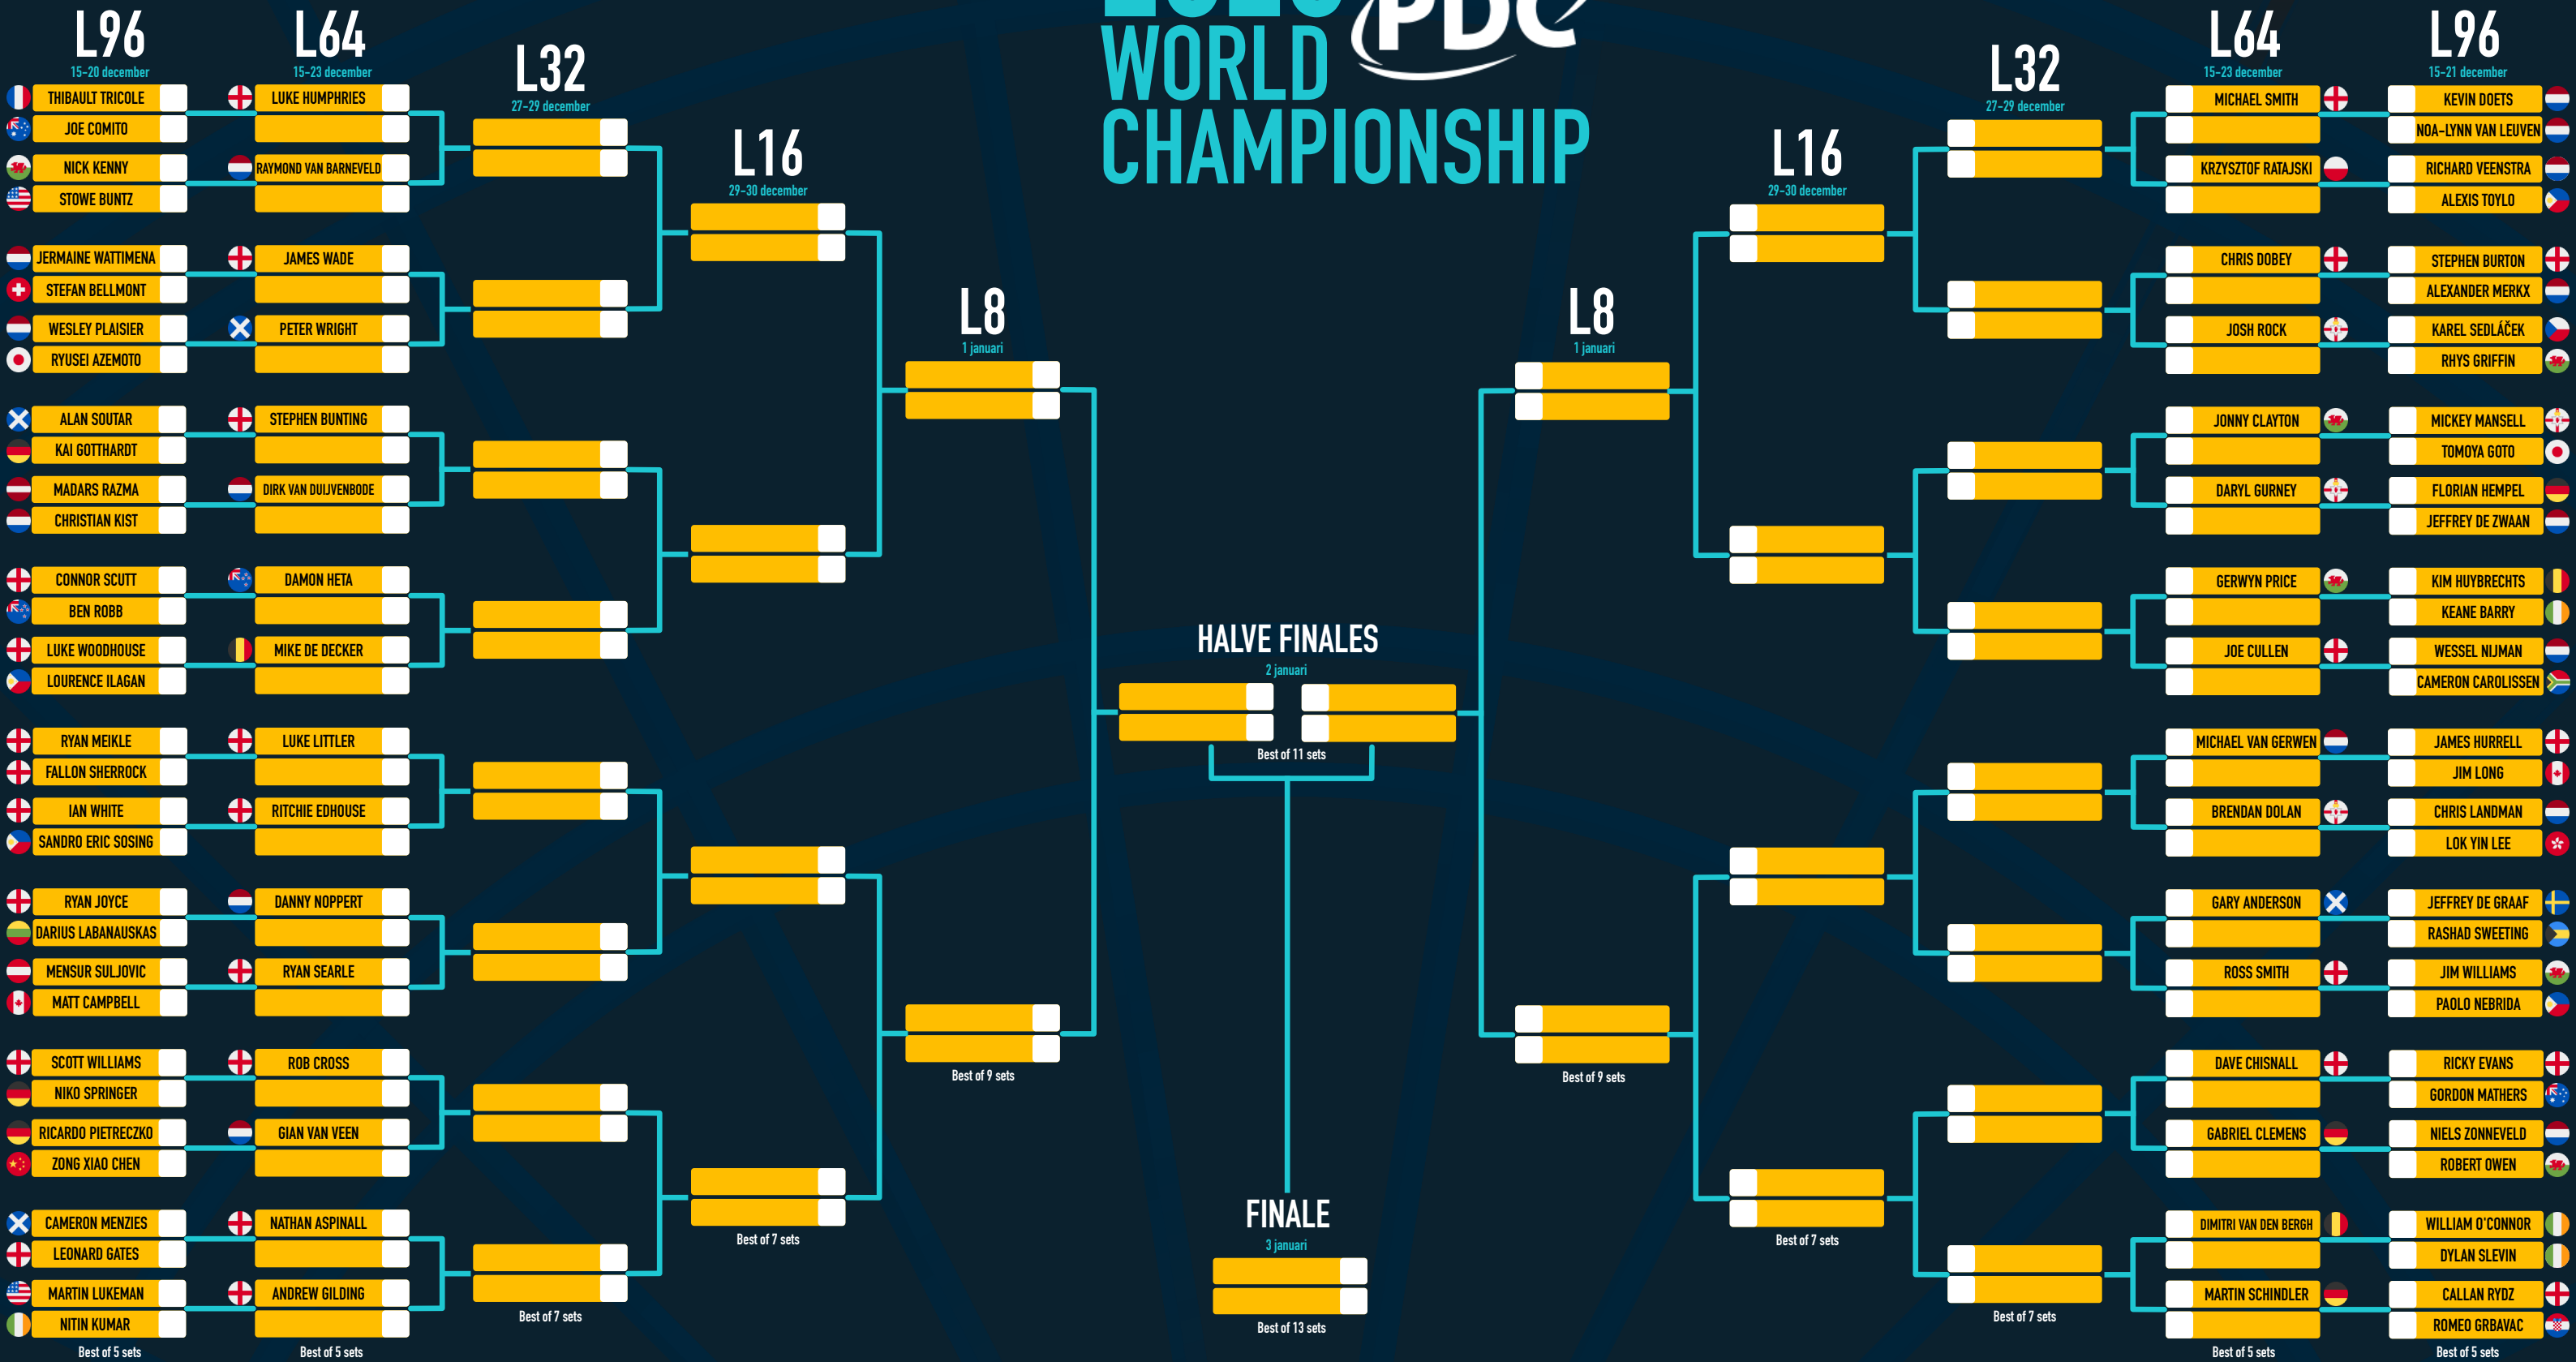 WORLD
CHAMPIONSHIP
PDC
L96
15-20 december
THIBAULT TRICOLE
JOE COMITO
NICK KENNY
STOWE BUNTZ
JERMAINE WATTIMENA
STEFAN BELLMONT
WESLEY PLAISIER
RYUSEI AZEMOTO
ALAN SOUTAR
KAI GOTTHARDT
MADARS RAZMA
CHRISTIAN KIST
CONNOR SCUTT
BEN ROBB
LUKE WOODHOUSE
LOURENCE ILAGAN
RYAN MEIKLE
FALLON SHERROCK
IAN WHITE
SANDRO ERIC SOSING
RYAN JOYCE
DARIUS LABANAUSKAS
MENSUR SULJOVIC
MATT CAMPBELL
SCOTT WILLIAMS
NIKO SPRINGER
RICARDO PIETRECZKO
ZONG XIAO CHEN
CAMERON MENZIES
LEONARD GATES
MARTIN LUKEMAN
NITIN KUMAR
Best of 5 sets
L64
15-23 december
LUKE HUMPHRIES
RAYMOND VAN BARNEVELD
JAMES WADE
PETER WRIGHT
STEPHEN BUNTING
DIRK VAN DUIJVENBODE
DAMON HETA
MIKE DE DECKER
LUKE LITTLER
RITCHIE EDHOUSE
DANNY NOPPERT
RYAN SEARLE
ROB CROSS
GIAN VAN VEEN
NATHAN ASPINALL
ANDREW GILDING
Best of 5 sets
L32
27-29 december
Best of 7 sets
L16
29-30 december
Best of 7 sets
L8
1 januari
Best of 9 sets
HALVE FINALES
2 januari
Best of 11 sets
FINALE
3 januari
Best of 13 sets
L8
1 januari
Best of 9 sets
L16
29-30 december
Best of 7 sets
L32
27-29 december
Best of 7 sets
L64
15-23 december
MICHAEL SMITH
KRZYSZTOF RATAJSKI
CHRIS DOBEY
JOSH ROCK
JONNY CLAYTON
DARYL GURNEY
GERWYN PRICE
JOE CULLEN
MICHAEL VAN GERWEN
BRENDAN DOLAN
GARY ANDERSON
ROSS SMITH
DAVE CHISNALL
GABRIEL CLEMENS
DIMITRI VAN DEN BERGH
MARTIN SCHINDLER
Best of 5 sets
L96
15-21 december
KEVIN DOETS
NOA-LYNN VAN LEUVEN
RICHARD VEENSTRA
ALEXIS TOYLO
STEPHEN BURTON
ALEXANDER MERKX
KAREL SEDLÁČEK
RHYS GRIFFIN
MICKEY MANSELL
TOMOYA GOTO
FLORIAN HEMPEL
JEFFREY DE ZWAAN
KIM HUYBRECHTS
KEANE BARRY
WESSEL NIJMAN
CAMERON CAROLISSEN
JAMES HURRELL
JIM LONG
CHRIS LANDMAN
LOK YIN LEE
JEFFREY DE GRAAF
RASHAD SWEETING
JIM WILLIAMS
PAOLO NEBRIDA
RICKY EVANS
GORDON MATHERS
NIELS ZONNEVELD
ROBERT OWEN
WILLIAM O'CONNOR
DYLAN SLEVIN
CALLAN RYDZ
ROMEO GRBAVAC
Best of 5 sets